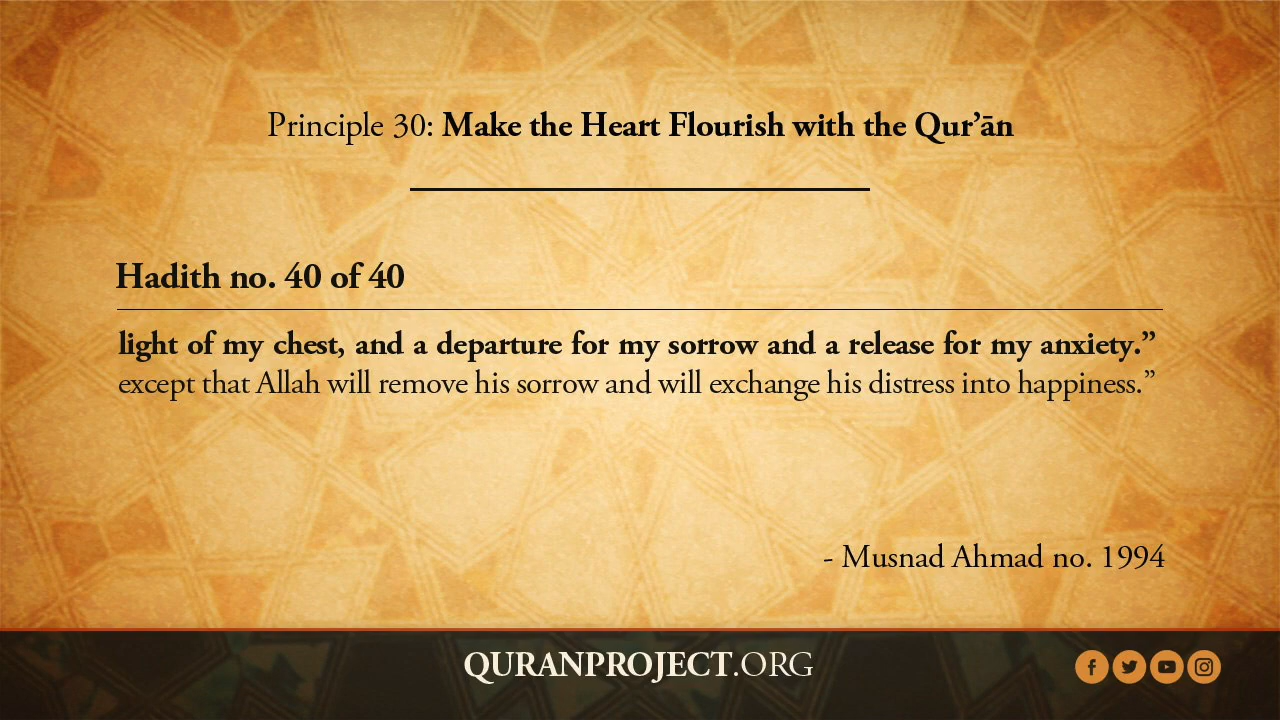 Principle 30: Make the Heart Flourish with the Qur’ān
Hadith no. 40 of 40
light of my chest, and a departure for my sorrow and a release for my anxiety.”
except that Allah will remove his sorrow and will exchange his distress into happiness.”
- Musnad Ahmad no. 1994
QURANPROJECT.ORG